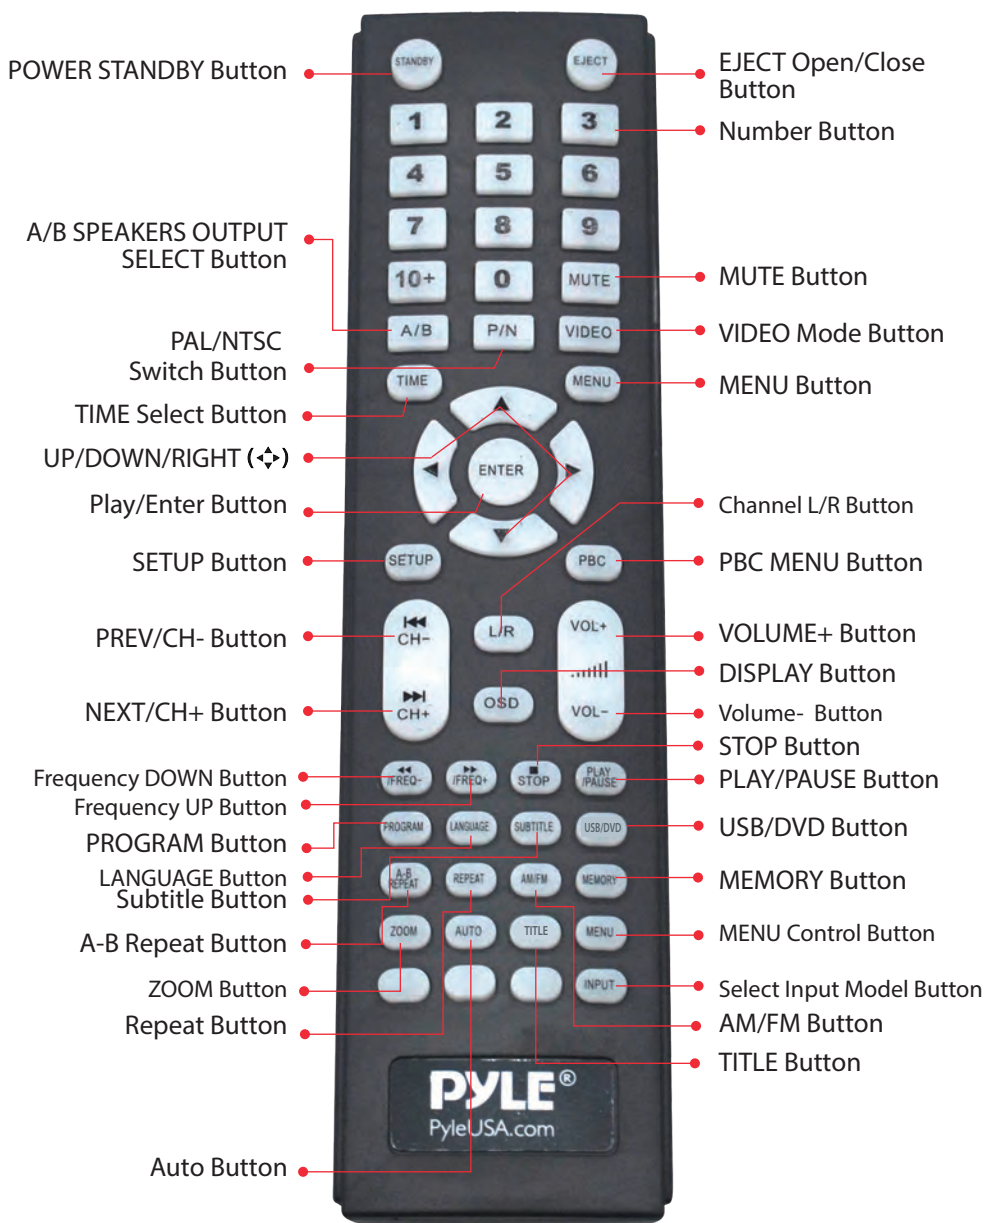 POWER STANDBY Button
A/B SPEAKERS OUTPUT
SELECT Button
PAL/NTSC
Switch Button
TIME Select Button
UP/DOWN/RIGHT ( )
Play/Enter Button
SETUP Button
PREV/CH- Button
NEXT/CH+ Button
Frequency DOWN Button
Frequency UP Button
PROGRAM Button
LANGUAGE Button
Subtitle Button
A-B Repeat Button
ZOOM Button
Repeat Button
Auto Button
STANDBY EJECT
1 2 3
4 5 6
7 8 9
10+ 0 MUTE
A/B P/N VIDEO
TIME MENU
ENTER
SETUP PBC
CH- L/R VOL+
CH+ OSD VOL-
/FREQ- /FREQ+ STOP PLAY
/PAUSE
PROGRAM LANGUAGE SUBTITLE USB/DVD
A-B
REPEAT REPEAT AM/FM MEMORY
ZOOM AUTO TITLE MENU
INPUT
PYLE®
PyleUSA.com
EJECT Open/Close
Button
Number Button
MUTE Button
VIDEO Mode Button
MENU Button
Channel L/R Button
PBC MENU Button
VOLUME+ Button
DISPLAY Button
Volume- Button
STOP Button
PLAY/PAUSE Button
USB/DVD Button
MEMORY Button
MENU Control Button
Select Input Model Button
AM/FM Button
TITLE Button